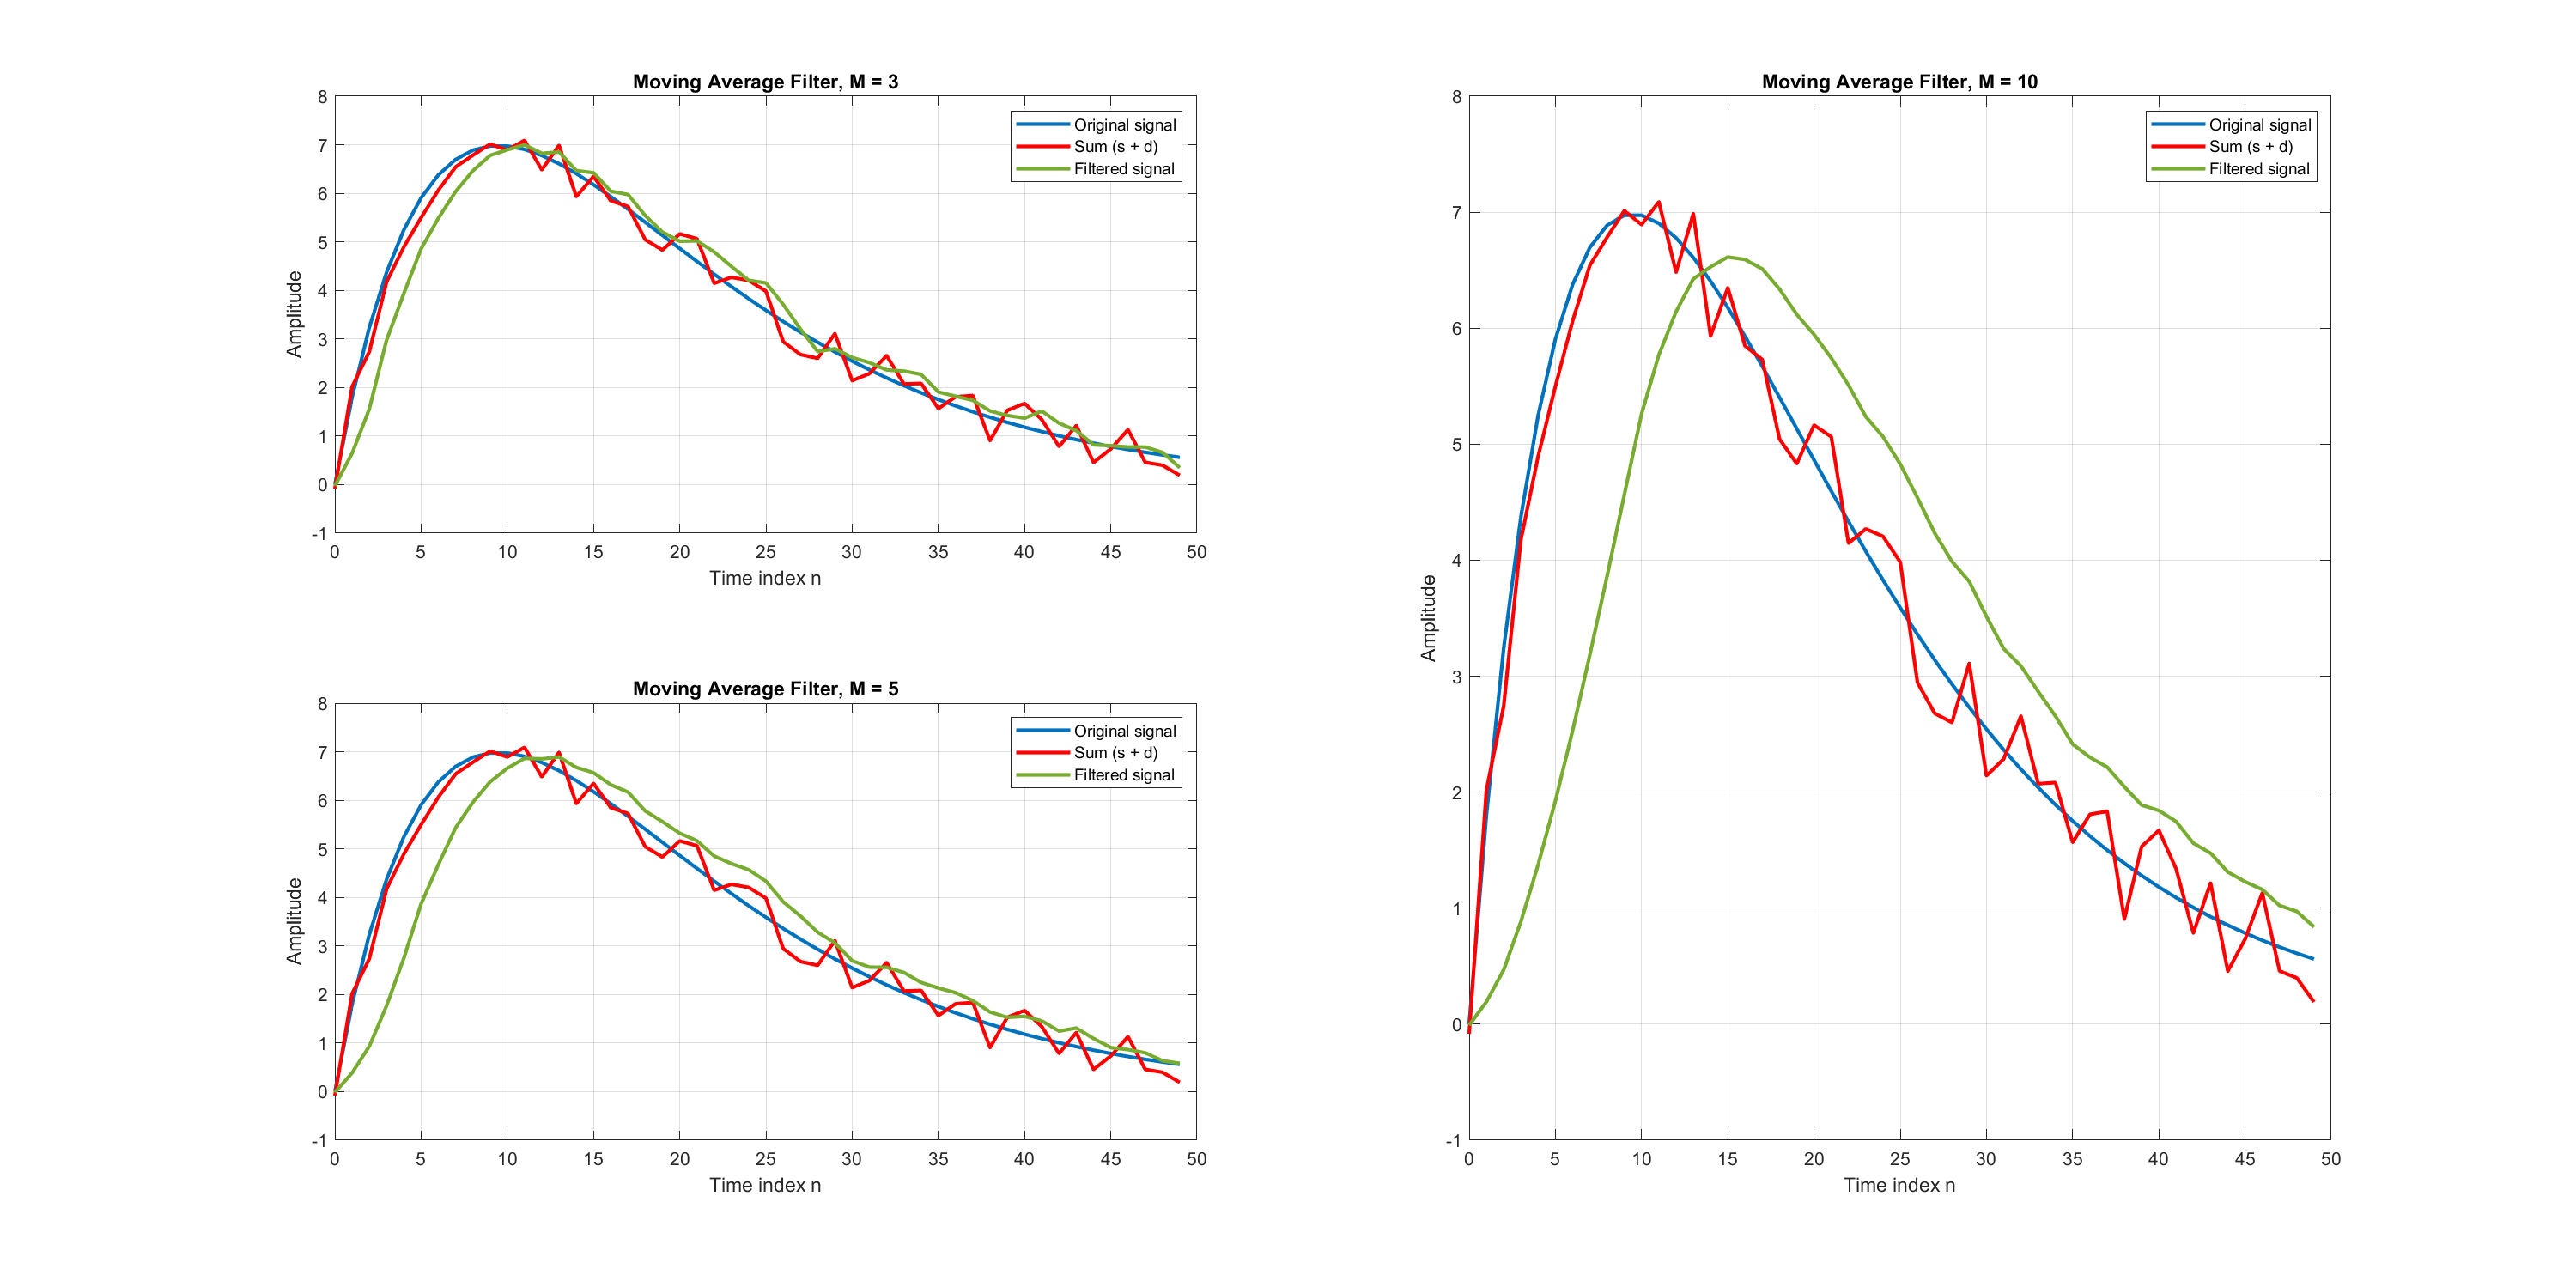 Moving Average Filter, M = 3
8
7
6
5
4
3
2
1
0
-1
Amplitude
0 5 10 15 20 25 30 35 40 45 50
Time index n
Original signal
Sum (s + d)
Filtered signal
Moving Average Filter, M = 5
8
7
6
5
4
3
2
1
0
-1
Amplitude
0 5 10 15 20 25 30 35 40 45 50
Time index n
Original signal
Sum (s + d)
Filtered signal
Moving Average Filter, M = 10
8
7
6
5
4
3
2
1
0
-1
Amplitude
0 5 10 15 20 25 30 35 40 45 50
Time index n
Original signal
Sum (s + d)
Filtered signal